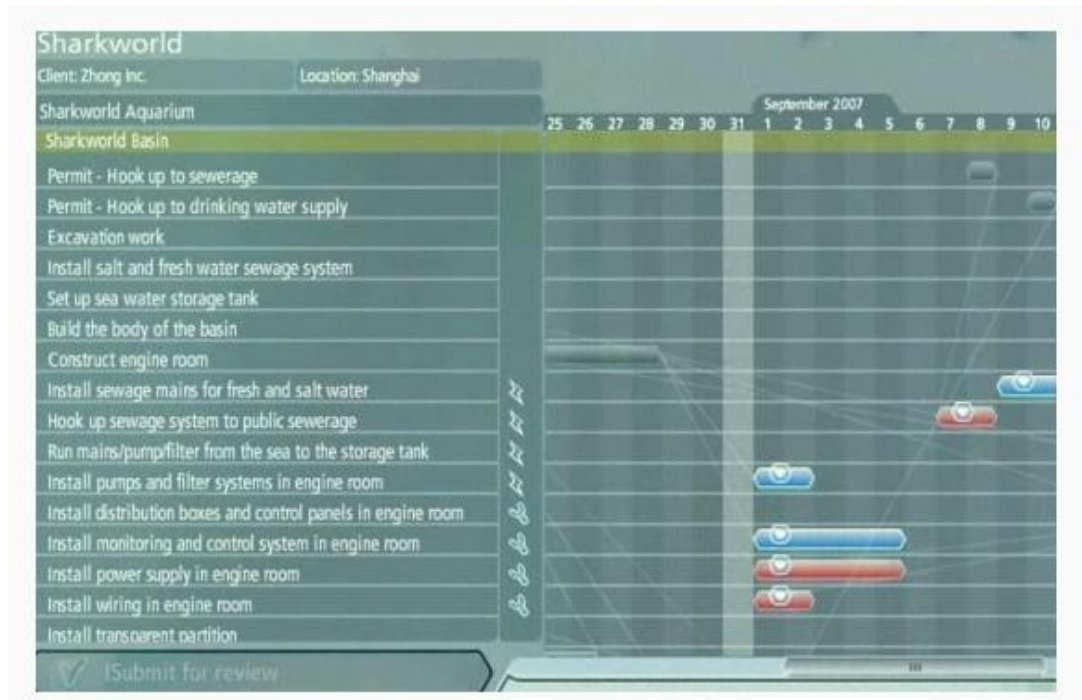 Sharkworld
Client: Zhong Inc. Location: Shanghai
Sharkworld Aquarium
September 2007
25 26 27 28 29 30 31 1 2 3 4 5 6 7 8 9 10
Sharkworld Basin
Permit - Hook up to sewerage
Permit - Hook up to drinking water supply
Excavation work
Install salt and fresh water sewage system
Set up sea water storage tank
Build the body of the basin
Construct engine room
Install sewage mains for fresh and salt water
Hook up sewage system to public sewerage
Run mains/pump/filter from the sea to the storage tank
Install pumps and filter systems in engine room
Install distribution boxes and control panels in engine room
Install monitoring and control system in engine room
Install power supply in engine room
Install wiring in engine room
Install transparent partition
Submit for review